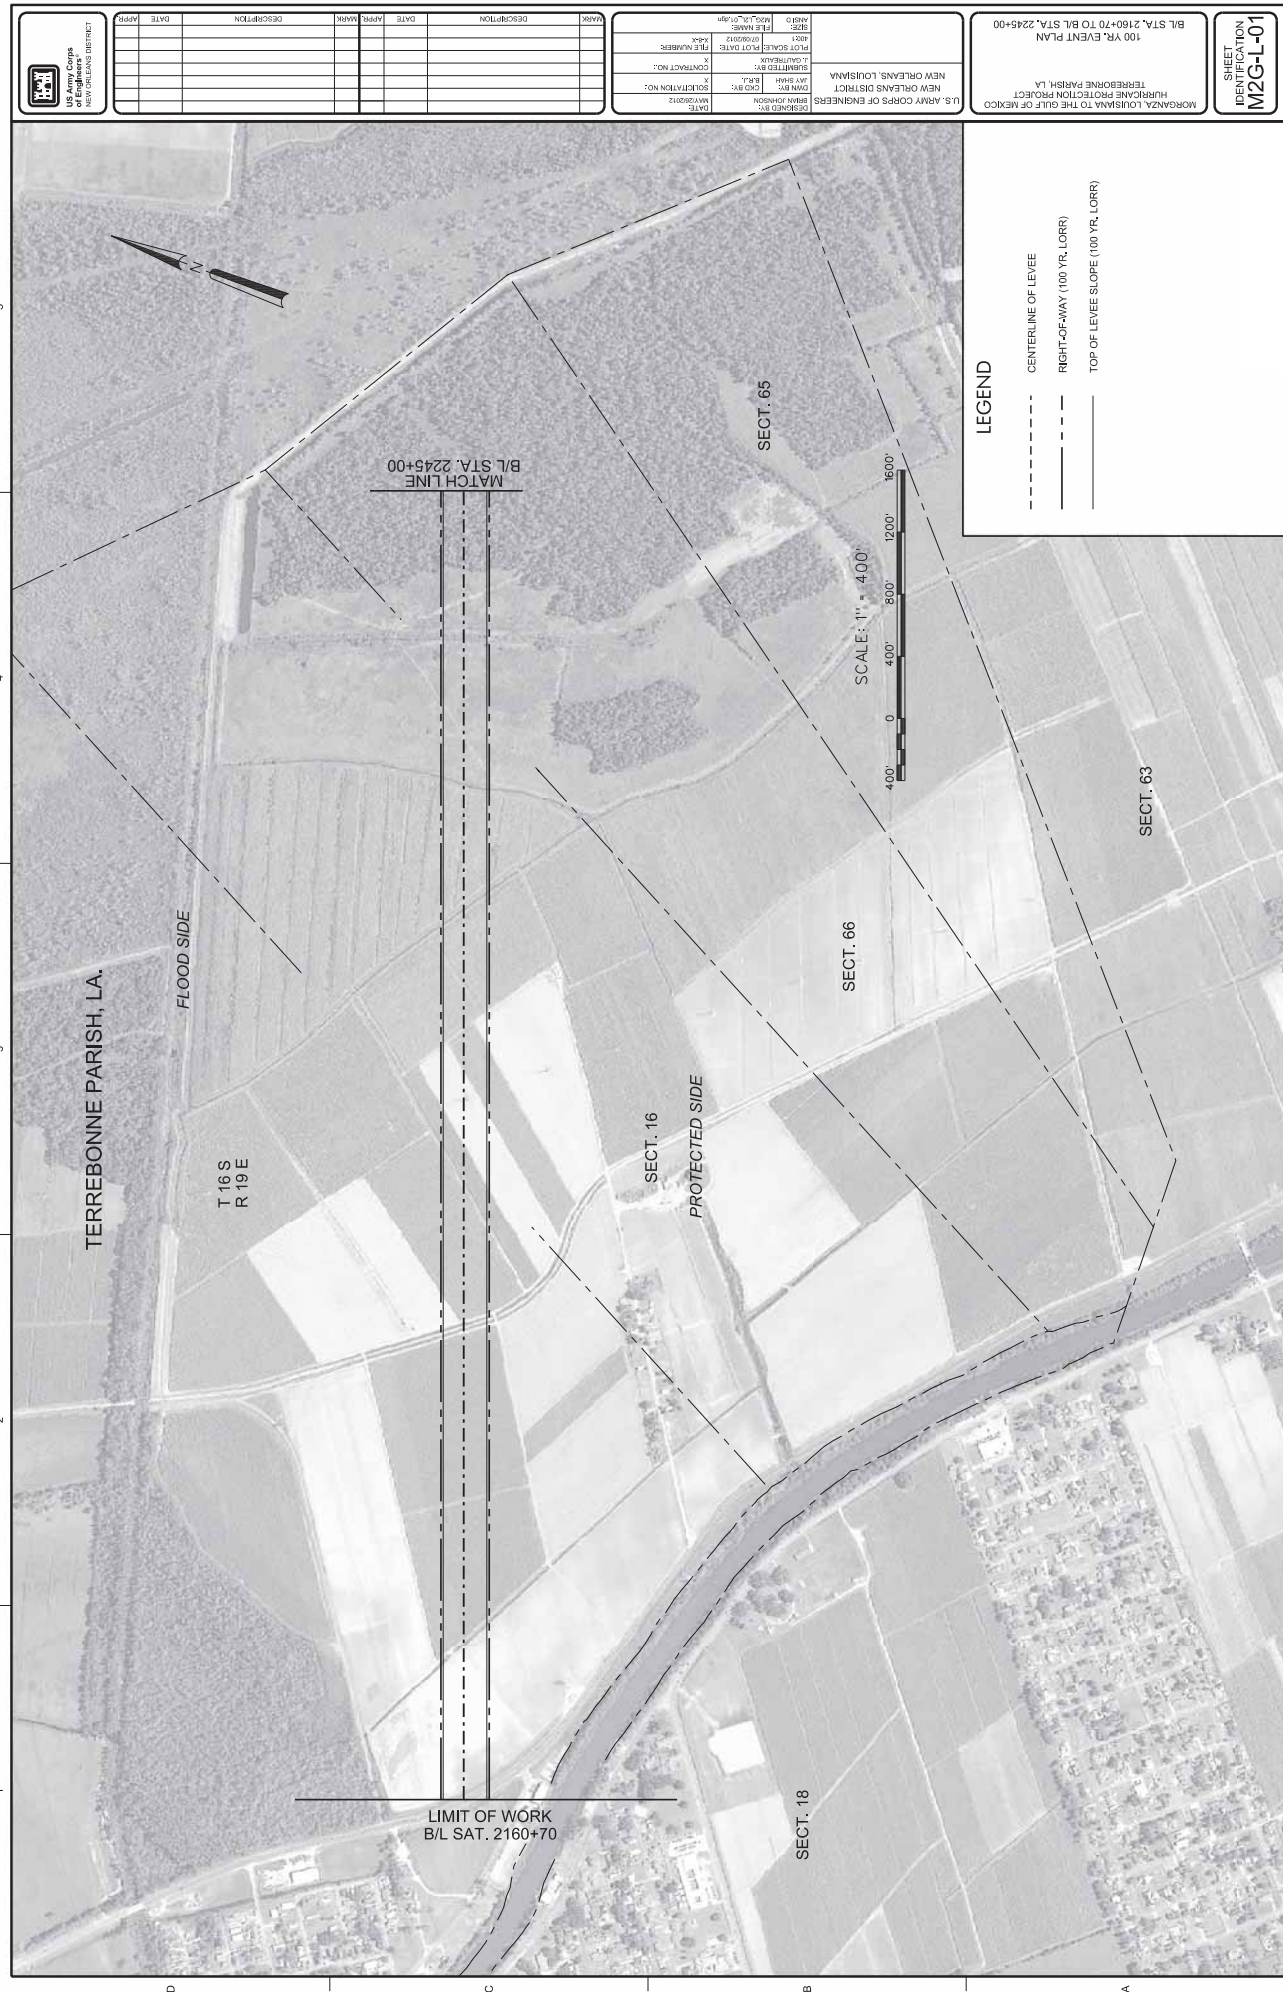 US Army Corps
of Engineers®
NEW ORLEANS DISTRICT
MARK
DESCRIPTION
DATE
APPR.
MARK
DESCRIPTION
DATE
APPR.
DESIGNED BY:
BRIAN JOHNSON
DATE:
MAY/29/2012
DWN BY:
JAY SHAH
CKD BY:
B.R.J.
SOLICITATION NO.:
X
SUBMITTED BY:
J. GAUTREAUX
CONTRACT NO.:
X
PLOT SCALE:
400:1
PLOT DATE:
07/09/2012
FILE NUMBER:
X-8-X
SIZE:
ANSI D
FILE NAME:
U.S. ARMY CORPS OF ENGINEERS
NEW ORLEANS DISTRICT
NEW ORLEANS, LOUISIANA
MORGANZA, LOUISIANA TO THE GULF OF MEXICO
HURRICANE PROTECTION PROJECT
TERREBORNE PARISH, LA
100 YR. EVENT PLAN
B/L STA. 2160+70 TO B/L STA. 2245+00
SHEET
IDENTIFICATION
M2G-L-01
TERREBONNE PARISH, LA.
FLOOD SIDE
T 16 S
R 19 E
N
MATCH LINE
B/L STA. 2245+00
LIMIT OF WORK
B/L SAT. 2160+70
SECT. 16
PROTECTED SIDE
SECT. 65
SECT. 66
SECT. 63
SECT. 18
SCALE: 1" = 400'
400'
0
400'
800'
1200'
1600'
LEGEND
CENTERLINE OF LEVEE
RIGHT-OF-WAY (100 YR. LORR)
TOP OF LEVEE SLOPE (100 YR. LORR)
1
2
3
4
D
C
B
A